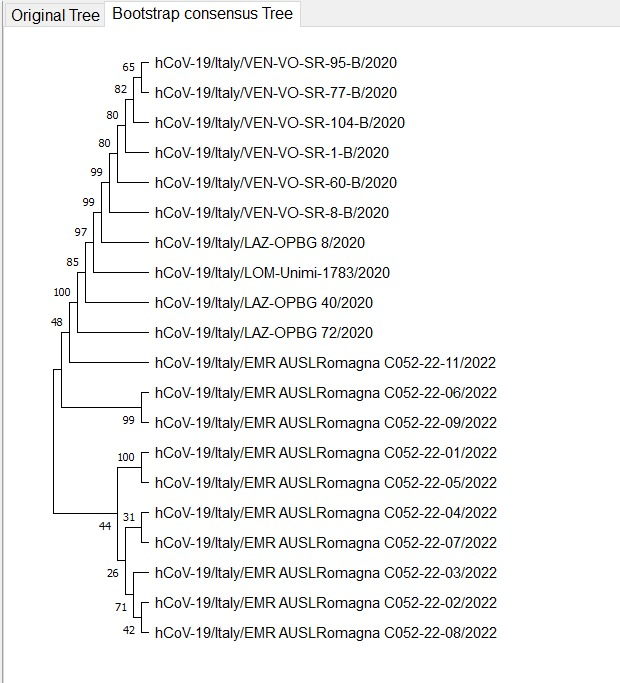 Original Tree
Bootstrap consensus Tree
65
hCoV-19/Italy/VEN-VO-SR-95-B/2020
82
hCoV-19/Italy/VEN-VO-SR-77-B/2020
80
hCoV-19/Italy/VEN-VO-SR-104-B/2020
80
hCoV-19/Italy/VEN-VO-SR-1-B/2020
99
hCoV-19/Italy/VEN-VO-SR-60-B/2020
99
hCoV-19/Italy/VEN-VO-SR-8-B/2020
97
hCoV-19/Italy/LAZ-OPBG 8/2020
85
hCoV-19/Italy/LOM-Unimi-1783/2020
100
hCoV-19/Italy/LAZ-OPBG 40/2020
48
hCoV-19/Italy/LAZ-OPBG 72/2020
hCoV-19/Italy/EMR AUSLRomagna C052-22-11/2022
hCoV-19/Italy/EMR AUSLRomagna C052-22-06/2022
99
hCoV-19/Italy/EMR AUSLRomagna C052-22-09/2022
100
hCoV-19/Italy/EMR AUSLRomagna C052-22-01/2022
hCoV-19/Italy/EMR AUSLRomagna C052-22-05/2022
31
hCoV-19/Italy/EMR AUSLRomagna C052-22-04/2022
44
hCoV-19/Italy/EMR AUSLRomagna C052-22-07/2022
26
hCoV-19/Italy/EMR AUSLRomagna C052-22-03/2022
71
hCoV-19/Italy/EMR AUSLRomagna C052-22-02/2022
42
hCoV-19/Italy/EMR AUSLRomagna C052-22-08/2022